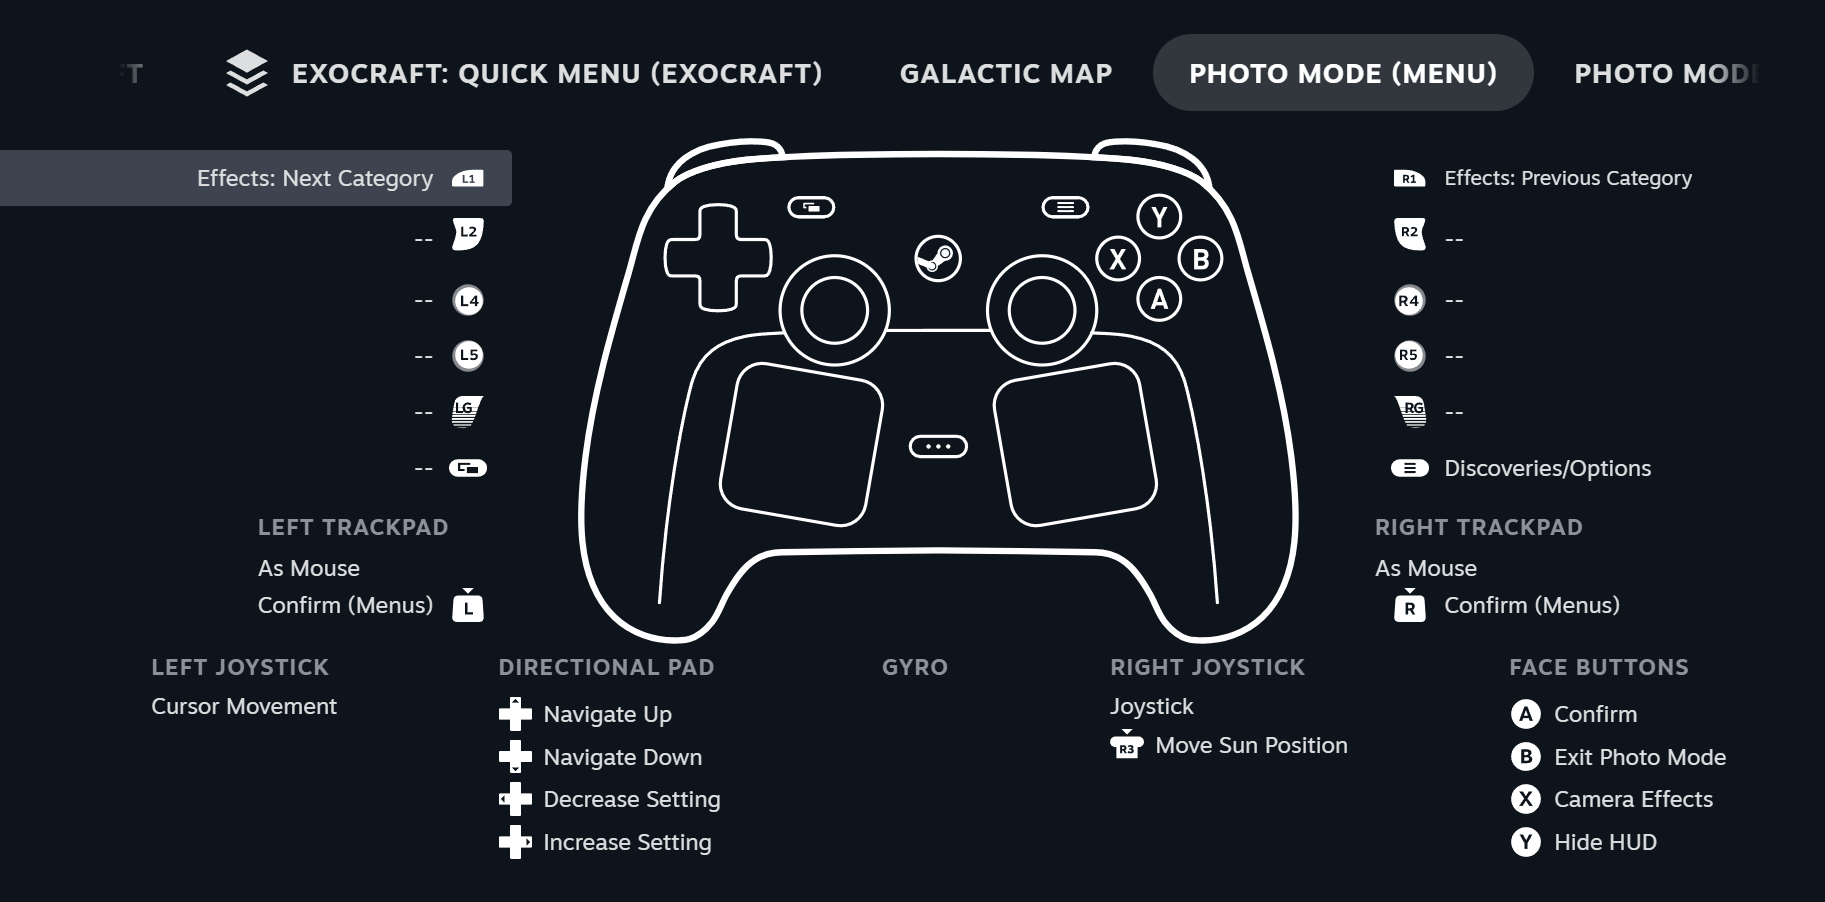 T
EXOCRAFT: QUICK MENU (EXOCRAFT)
GALACTIC MAP
PHOTO MODE (MENU)
PHOTO MODE
Effects: Next Category L1
-- L2
-- L4
-- L5
-- LG
--
R1 Effects: Previous Category
R2 --
R4 --
R5 --
RG --
Discoveries/Options
Y
X
B
A
LEFT TRACKPAD
As Mouse
Confirm (Menus) L
RIGHT TRACKPAD
As Mouse
R Confirm (Menus)
LEFT JOYSTICK
Cursor Movement
DIRECTIONAL PAD
Navigate Up
Navigate Down
Decrease Setting
Increase Setting
GYRO
RIGHT JOYSTICK
Joystick
R3 Move Sun Position
FACE BUTTONS
A Confirm
B Exit Photo Mode
X Camera Effects
Y Hide HUD